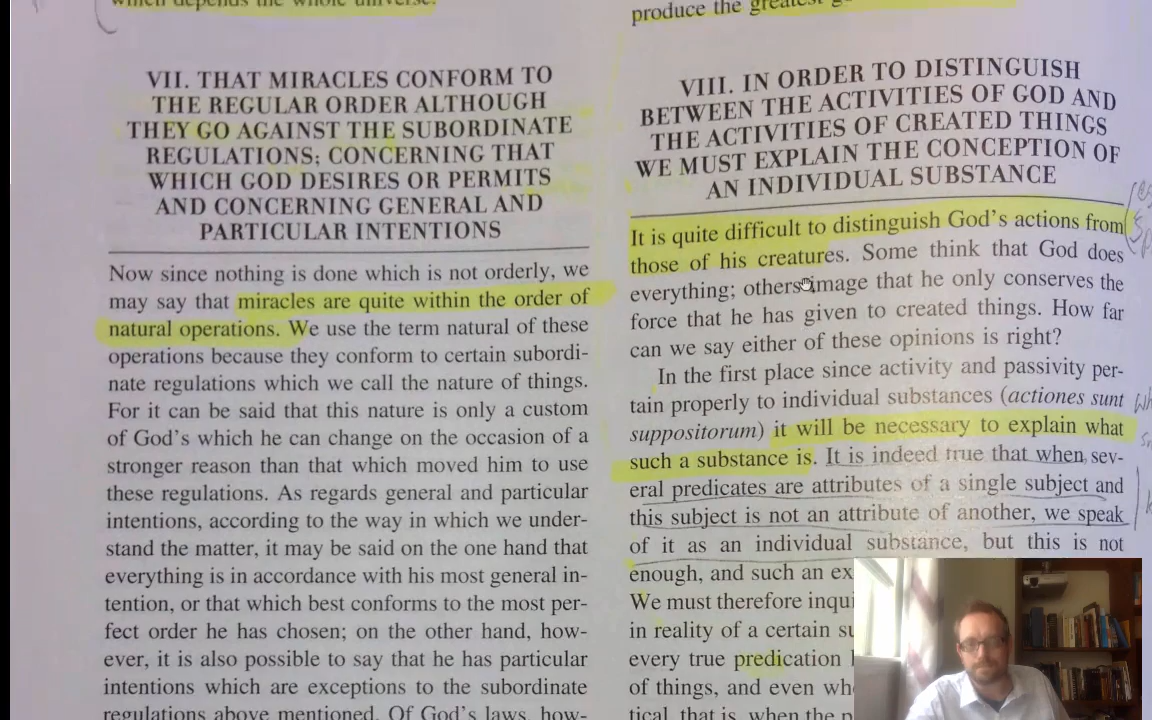 which depends the whole universe.
VII. THAT MIRACLES CONFORM TO
THE REGULAR ORDER ALTHOUGH
THEY GO AGAINST THE SUBORDINATE
REGULATIONS; CONCERNING THAT
WHICH GOD DESIRES OR PERMITS
AND CONCERNING GENERAL AND
PARTICULAR INTENTIONS
Now since nothing is done which is not orderly, we
may say that miracles are quite within the order of
natural operations. We use the term natural of these
operations because they conform to certain subordi-
nate regulations which we call the nature of things.
For it can be said that this nature is only a custom
of God's which he can change on the occasion of a
stronger reason than that which moved him to use
these regulations. As regards general and particular
intentions, according to the way in which we under-
stand the matter, it may be said on the one hand that
everything is in accordance with his most general in-
tention, or that which best conforms to the most per-
fect order he has chosen; on the other hand, how-
ever, it is also possible to say that he has particular
intentions which are exceptions to the subordinate
regulations above mentioned. Of God's laws, how-
produce the greatest
VIII. IN ORDER TO DISTINGUISH
BETWEEN THE ACTIVITIES OF GOD AND
THE ACTIVITIES OF CREATED THINGS
WE MUST EXPLAIN THE CONCEPTION OF
AN INDIVIDUAL SUBSTANCE
It is quite difficult to distinguish God's actions from
those of his creatures. Some think that God does
everything; others image that he only conserves the
force that he has given to created things. How far
can we say either of these opinions is right?
In the first place since activity and passivity per-
tain properly to individual substances (actiones sunt
suppositorum) it will be necessary to explain what
such a substance is. It is indeed true that when sev-
eral predicates are attributes of a single subject and
this subject is not an attribute of another, we speak
of it as an individual substance, but this is not
enough, and such an ex
We must therefore inqui
in reality of a certain su
every true predication
of things, and even wh
tical, that is, when the p